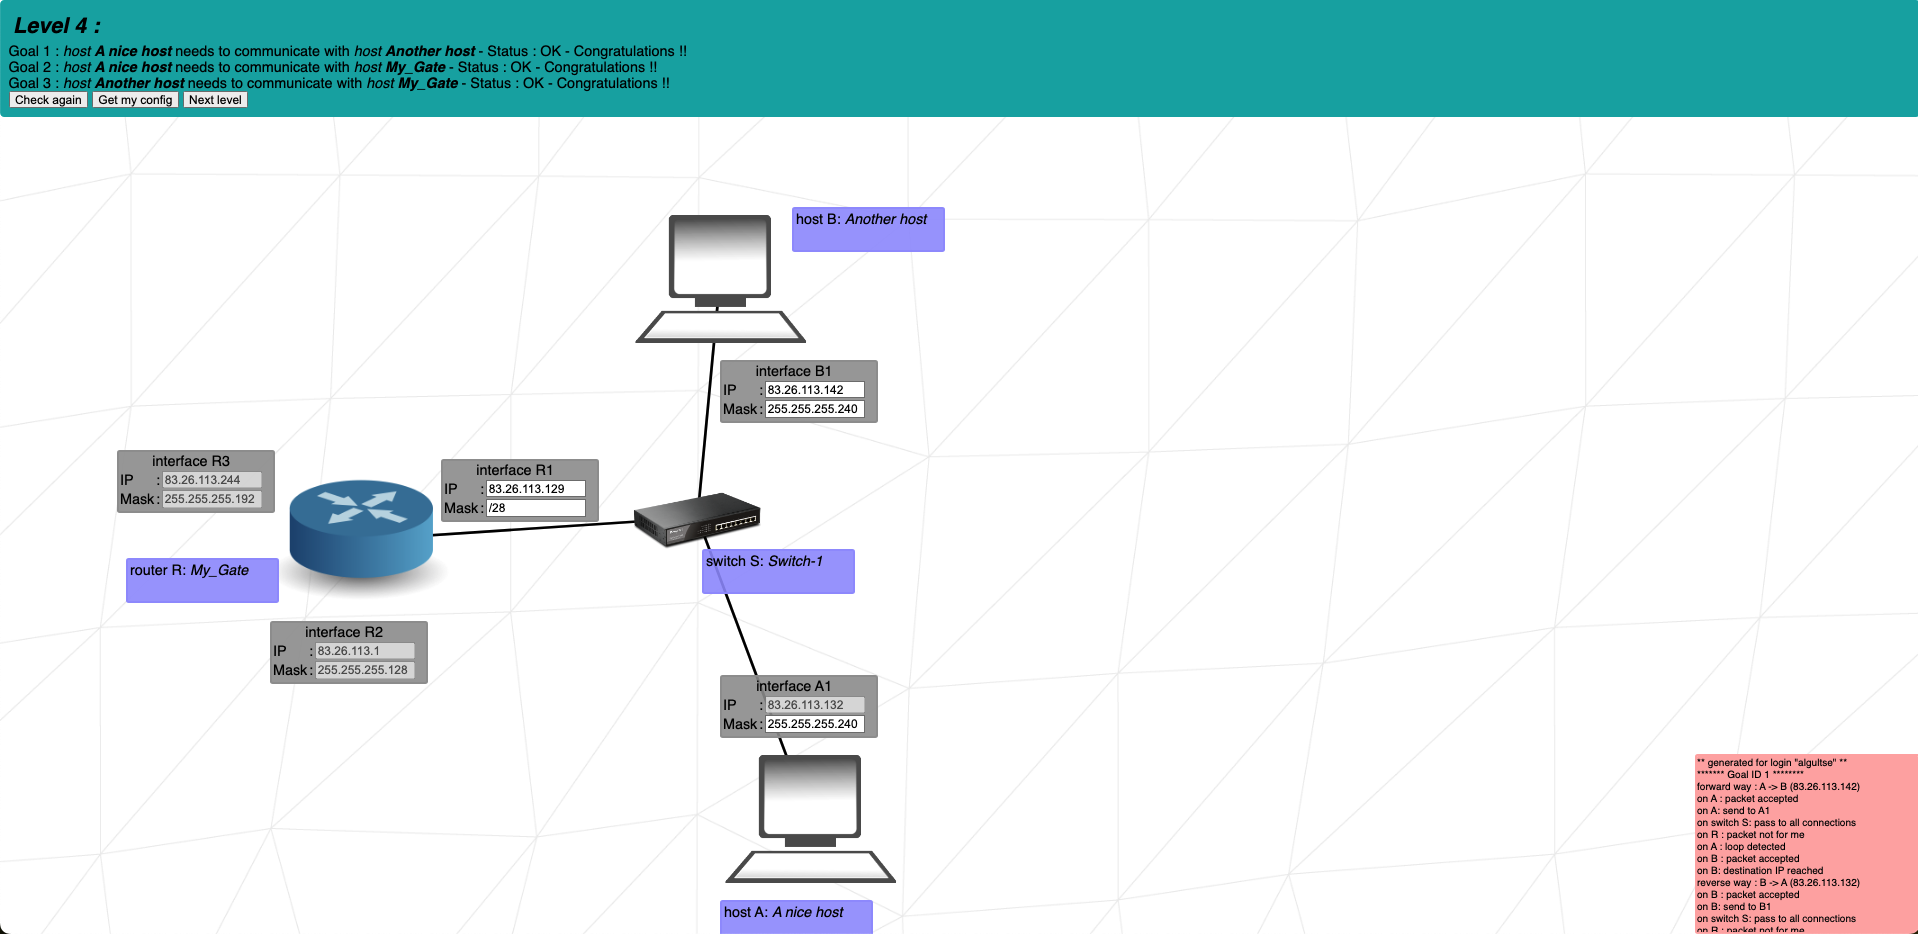 Level 4 :
Goal 1 : host A nice host needs to communicate with host Another host - Status : OK - Congratulations !!
Goal 2 : host A nice host needs to communicate with host My_Gate - Status : OK - Congratulations !!
Goal 3 : host Another host needs to communicate with host My_Gate - Status : OK - Congratulations !!
Check again Get my config Next level
host B: Another host
interface B1
IP : 83.26.113.142
Mask : 255.255.255.240
interface R3
IP : 83.26.113.244
Mask : 255.255.255.192
interface R1
IP : 83.26.113.129
Mask : /28
router R: My_Gate
switch S: Switch-1
interface R2
IP : 83.26.113.1
Mask : 255.255.255.128
interface A1
IP : 83.26.113.132
Mask : 255.255.255.240
host A: A nice host
** generated for login "algultse" **
******* Goal ID 1 ********
forward way : A -> B (83.26.113.142)
on A : packet accepted
on A: send to A1
on switch S: pass to all connections
on R : packet not for me
on A : loop detected
on B : packet accepted
on B: destination IP reached
reverse way : B -> A (83.26.113.132)
on B : packet accepted
on B: send to B1
on switch S: pass to all connections
on R : packet not for me